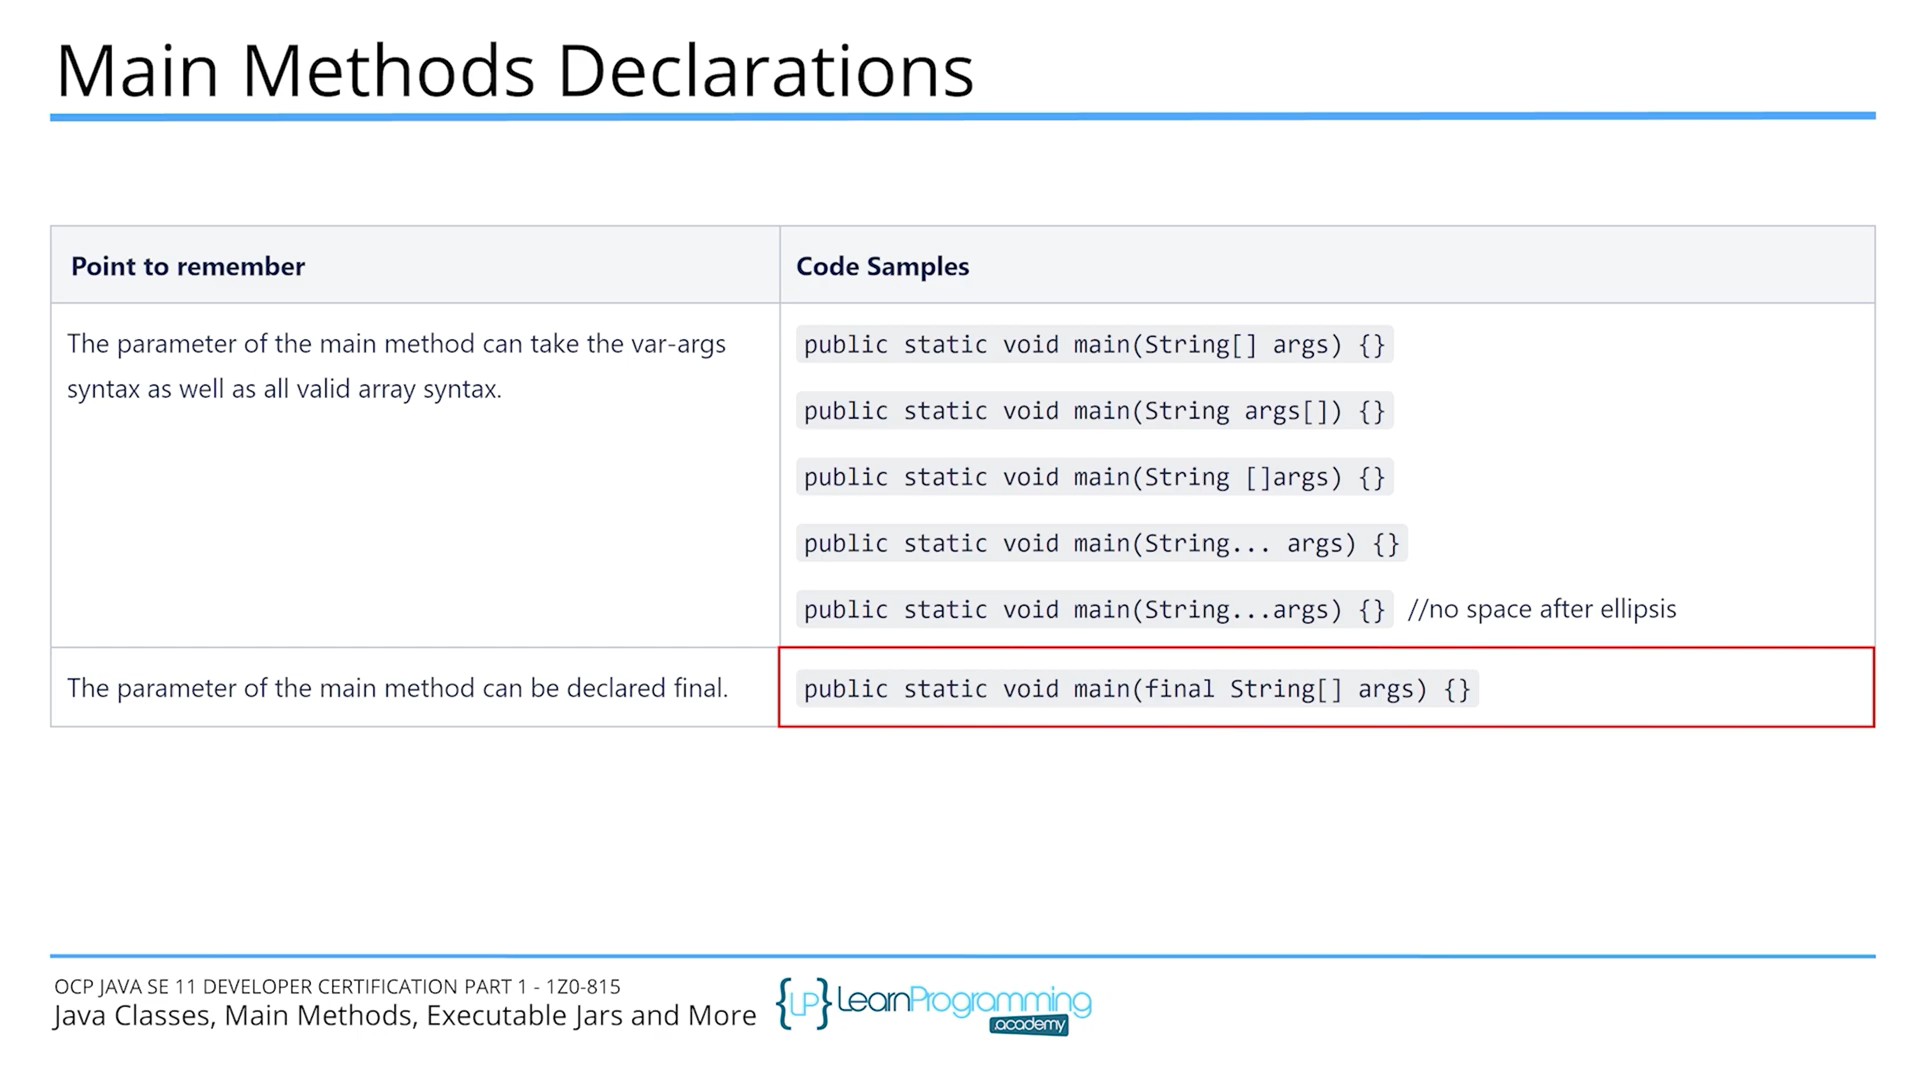 Main Methods Declarations
Point to remember
Code Samples
The parameter of the main method can take the var-args
syntax as well as all valid array syntax.
public static void main(String[] args) {}
public static void main(String args[]) {}
public static void main(String []args) {}
public static void main(String... args) {}
public static void main(String...args) {} //no space after ellipsis
The parameter of the main method can be declared final.
public static void main(final String[] args) {}
OCP JAVA SE 11 DEVELOPER CERTIFICATION PART 1 - 1Z0-815
Java Classes, Main Methods, Executable Jars and More
{LP} LearnProgramming
.academy